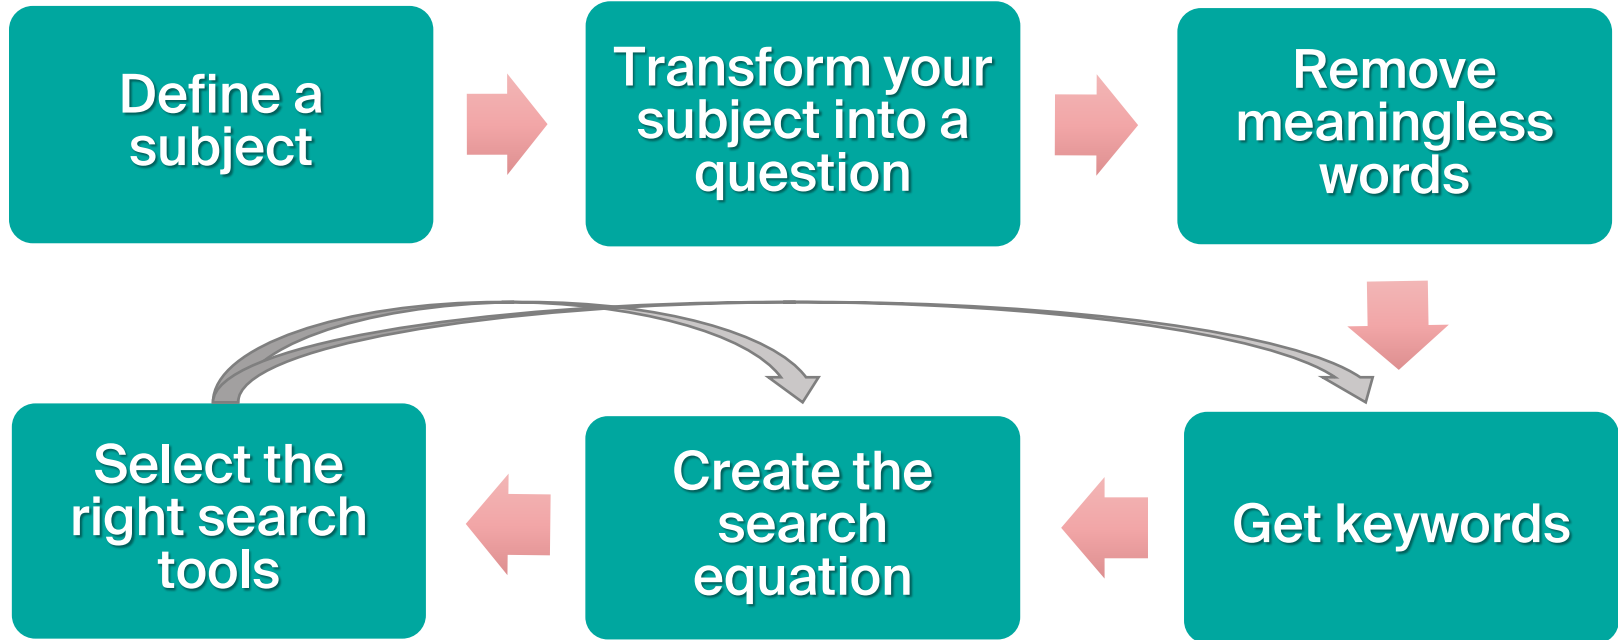 Define a
subject
Transform your
subject into a
question
Remove
meaningless
words
Get keywords
Create the
search
equation
Select the
right search
tools